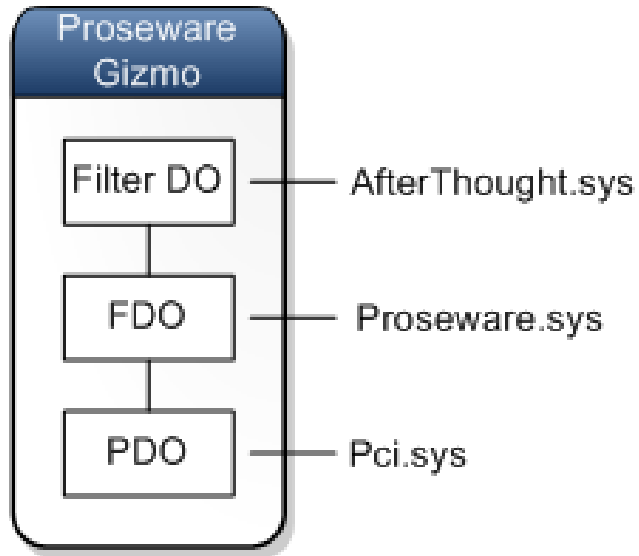 Proseware
Gizmo
Filter DO
AfterThought.sys
FDO
Proseware.sys
PDO
Pci.sys